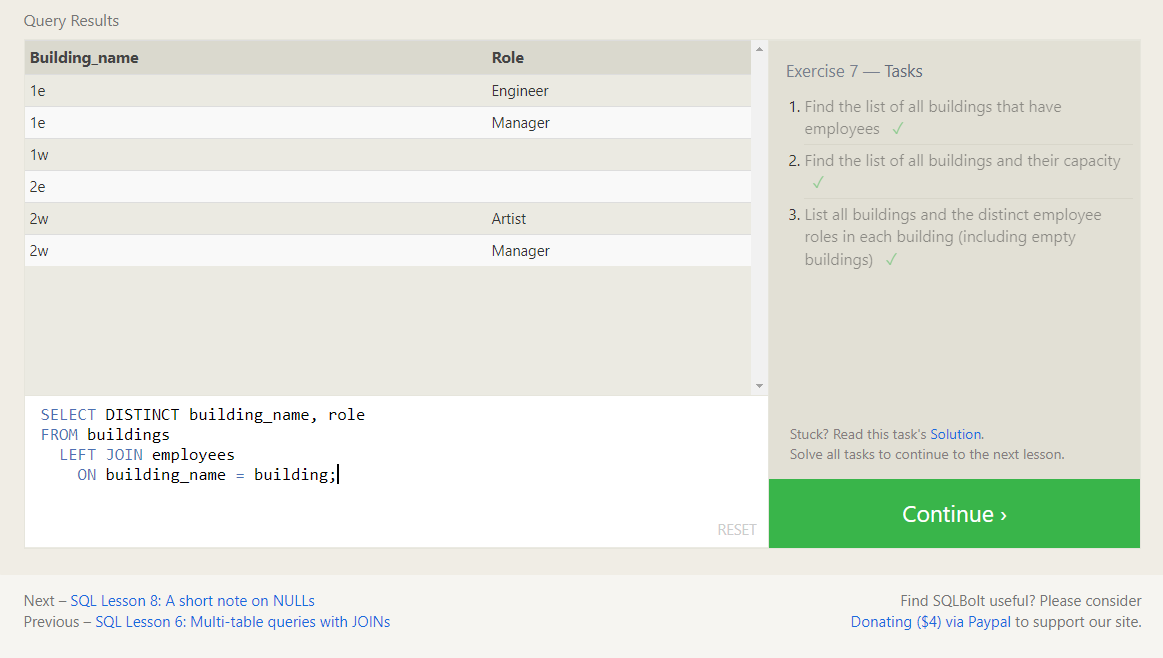 Query Results
Building_name Role
1e Engineer
1e Manager
1w
2e
2w Artist
2w Manager
SELECT DISTINCT building_name, role
FROM buildings
LEFT JOIN employees
ON building_name = building;
RESET
Exercise 7 — Tasks
1. Find the list of all buildings that have
employees ✓
2. Find the list of all buildings and their capacity
✓
3. List all buildings and the distinct employee
roles in each building (including empty
buildings) ✓
Stuck? Read this task's Solution.
Solve all tasks to continue to the next lesson.
Continue ›
Next – SQL Lesson 8: A short note on NULLs
Previous – SQL Lesson 6: Multi-table queries with JOINs
Find SQLBolt useful? Please consider
Donating ($4) via Paypal to support our site.